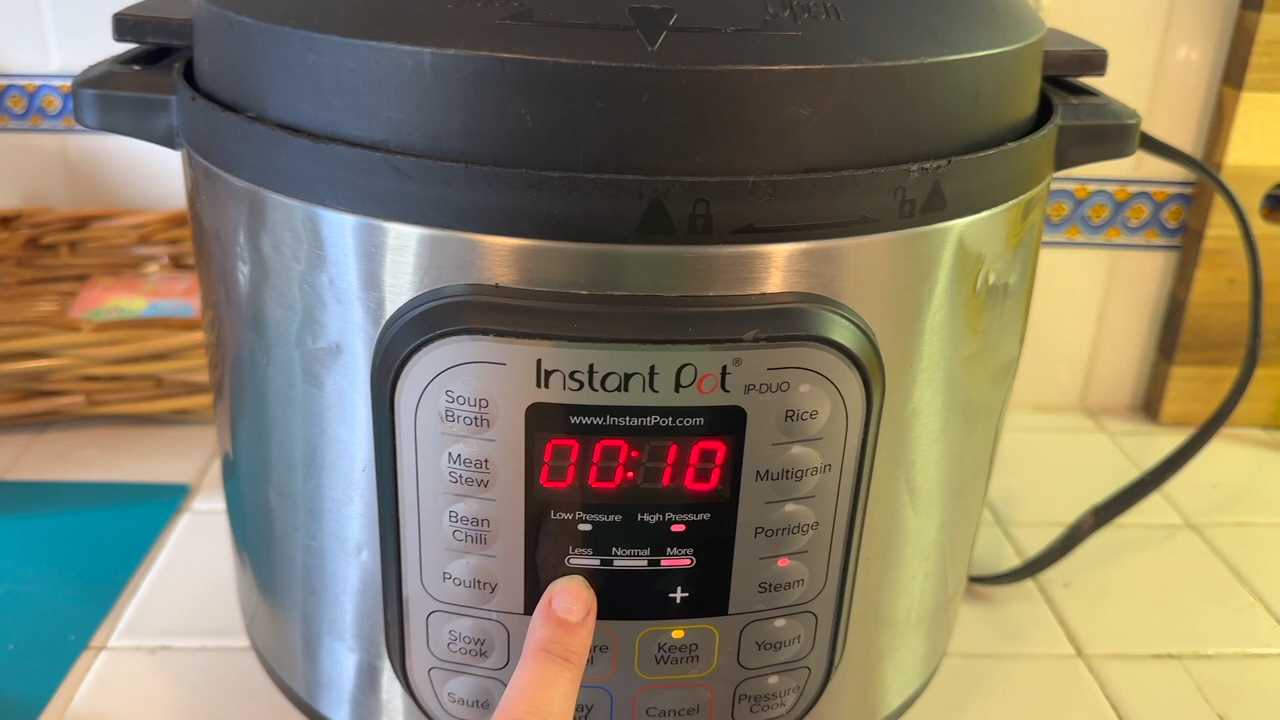 Open
Instant Pot®
IP-DUO
www.InstantPot.com
00:10
Low Pressure
High Pressure
Less
Normal
More
+
Soup
Broth
Meat
Stew
Bean
Chili
Poultry
Slow
Cook
Sauté
Rice
Multigrain
Porridge
Steam
Keep
Warm
Cancel
Yogurt
Pressure
Cook